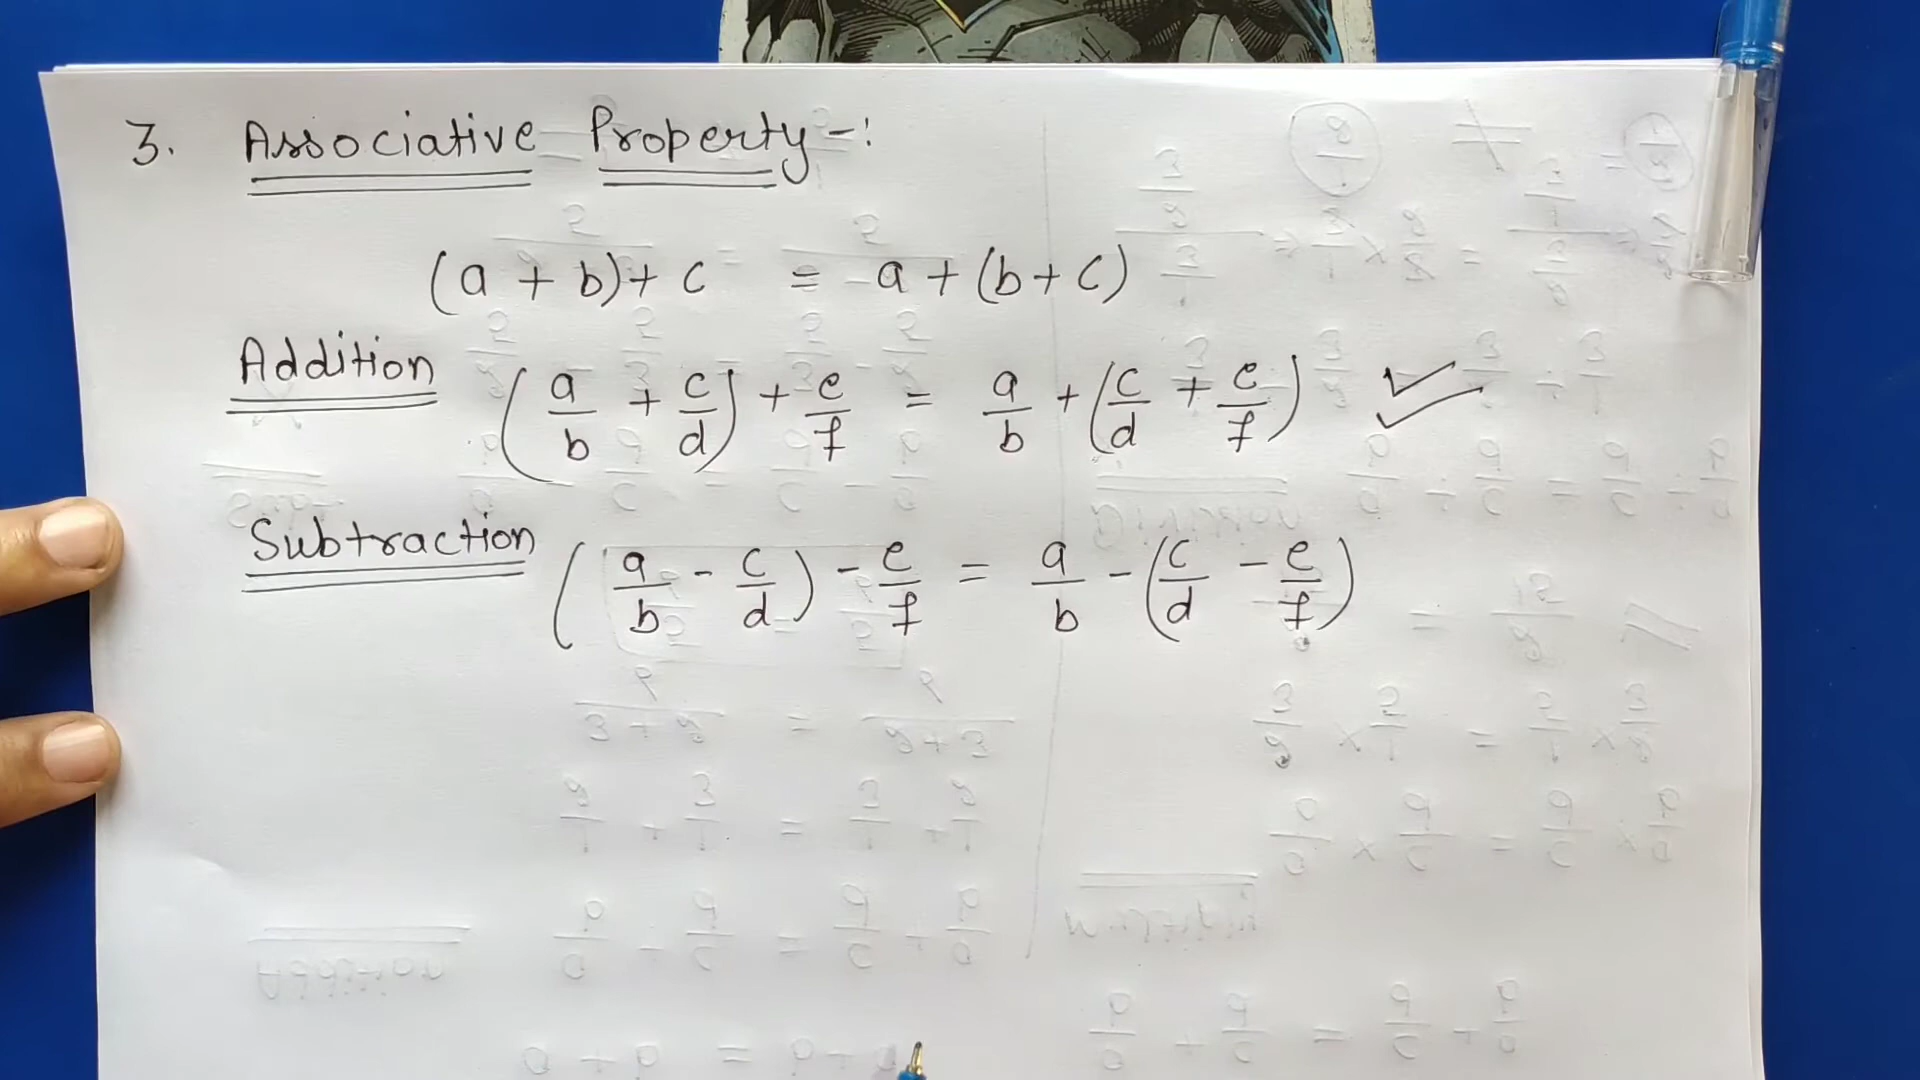 3. Associative Property -:
(a + b) + c = a + (b + c)
Addition (a/b + c/d) + e/f = a/b + (c/d + e/f) ✓
Subtraction (a/b - c/d) - e/f = a/b - (c/d - e/f)